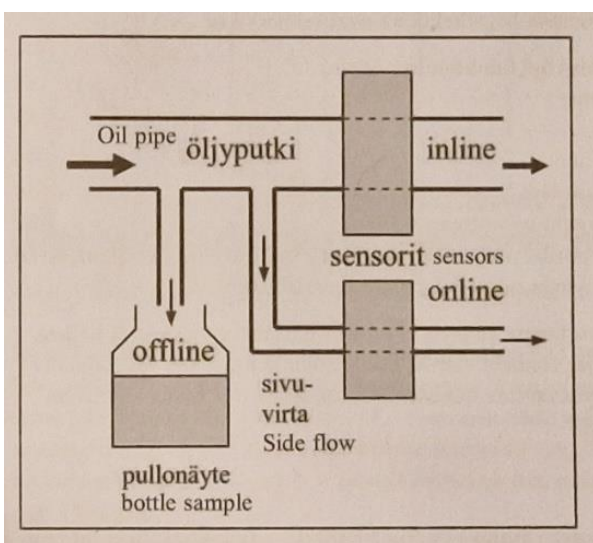 Oil pipe öljyputki inline
sensorit sensors
online
offline
sivu-
virta
Side flow
pullonäyte
bottle sample